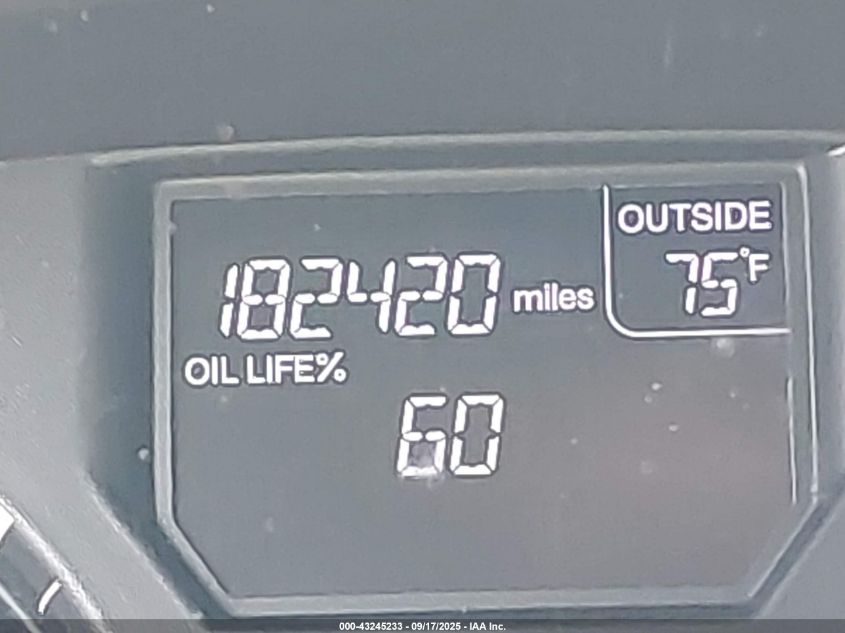 OUTSIDE
75°F
182420 miles
OIL LIFE%
60
000-43245233 - 09/17/2025 - IAA Inc.